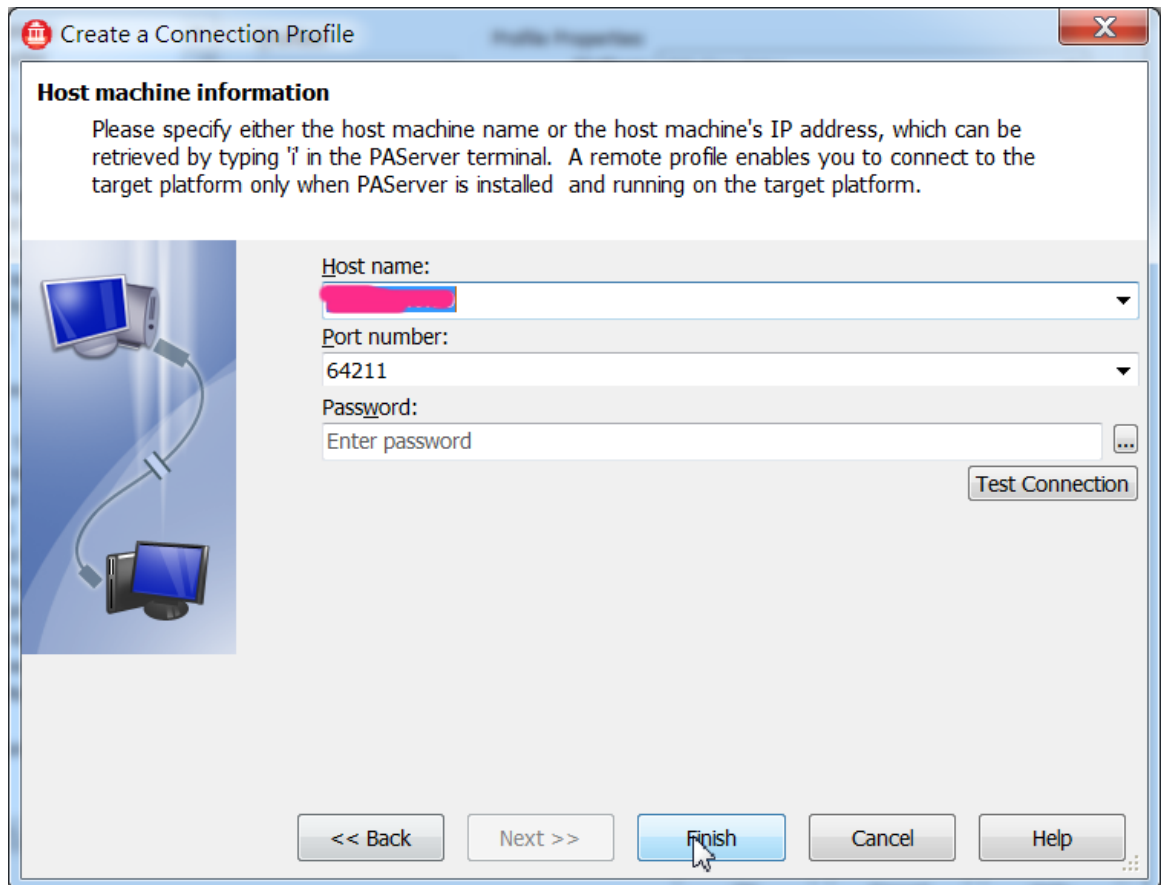 Create a Connection Profile
Host machine information
Please specify either the host machine name or the host machine's IP address, which can be
retrieved by typing 'i' in the PAServer terminal.  A remote profile enables you to connect to the
target platform only when PAServer is installed  and running on the target platform.
Host name:
Port number:
64211
Password:
Enter password
...
Test Connection
<< Back
Next >>
Finish
Cancel
Help